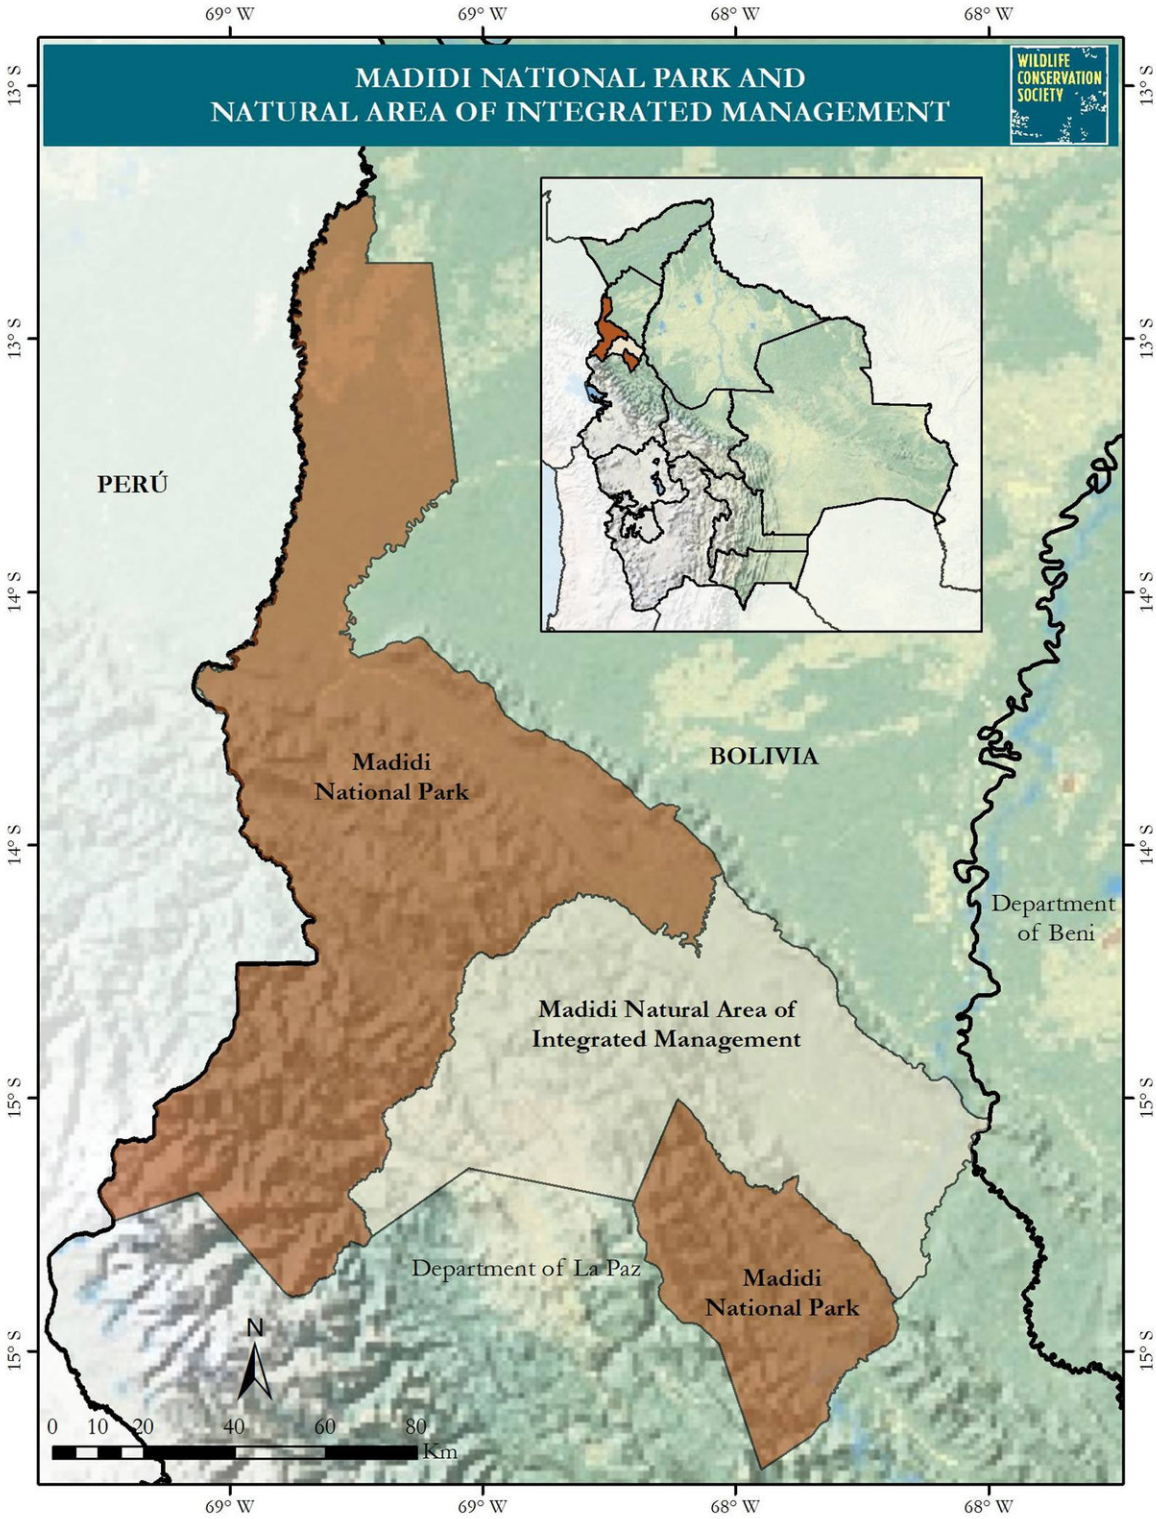 69° W 69° W 68° W 68° W
MADIDI NATIONAL PARK AND
NATURAL AREA OF INTEGRATED MANAGEMENT
WILDLIFE
CONSERVATION
SOCIETY
13° S 13° S
13° S 13° S
PERÚ
14° S 14° S
BOLIVIA
Madidi
National Park
14° S 14° S
Department
of Beni
Madidi Natural Area of
Integrated Management
15° S 15° S
Department of La Paz
Madidi
National Park
N
15° S 15° S
0 10 20 40 60 80
Km
69° W 69° W 68° W 68° W